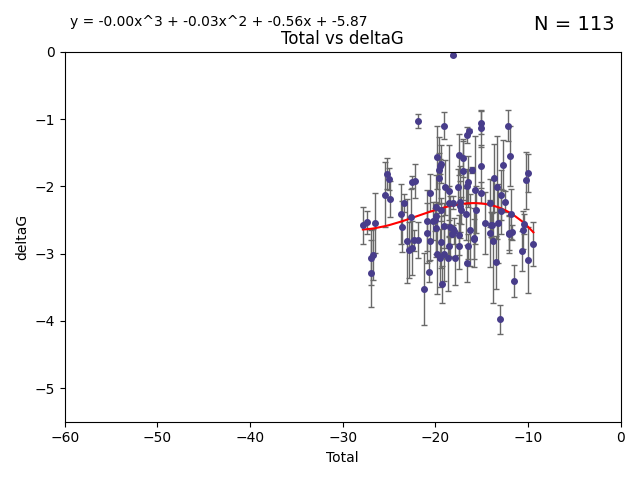 y = -0.00x^3 + -0.03x^2 + -0.56x + -5.87
N = 113
Total vs deltaG
deltaG
0
−1
−2
−3
−4
−5
−60 −50 −40 −30 −20 −10 0
Total